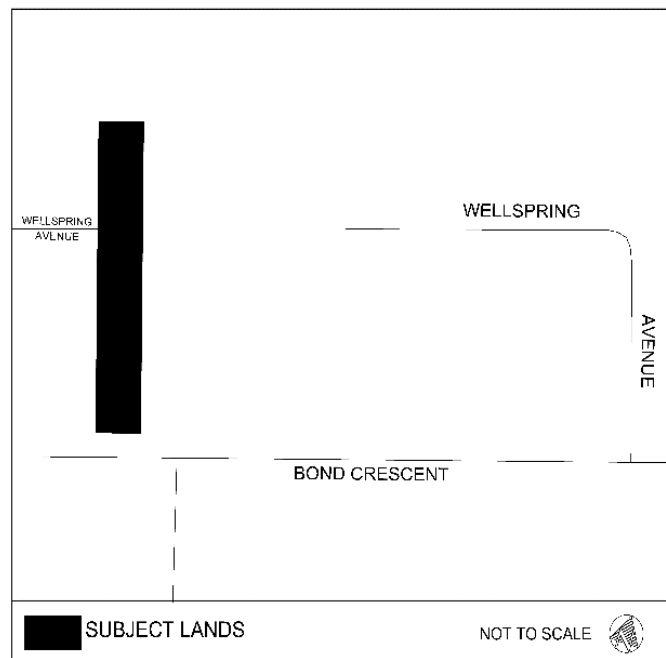 WELLSPRING
AVENUE
WELLSPRING
AVENUE
BOND CRESCENT
SUBJECT LANDS
NOT TO SCALE